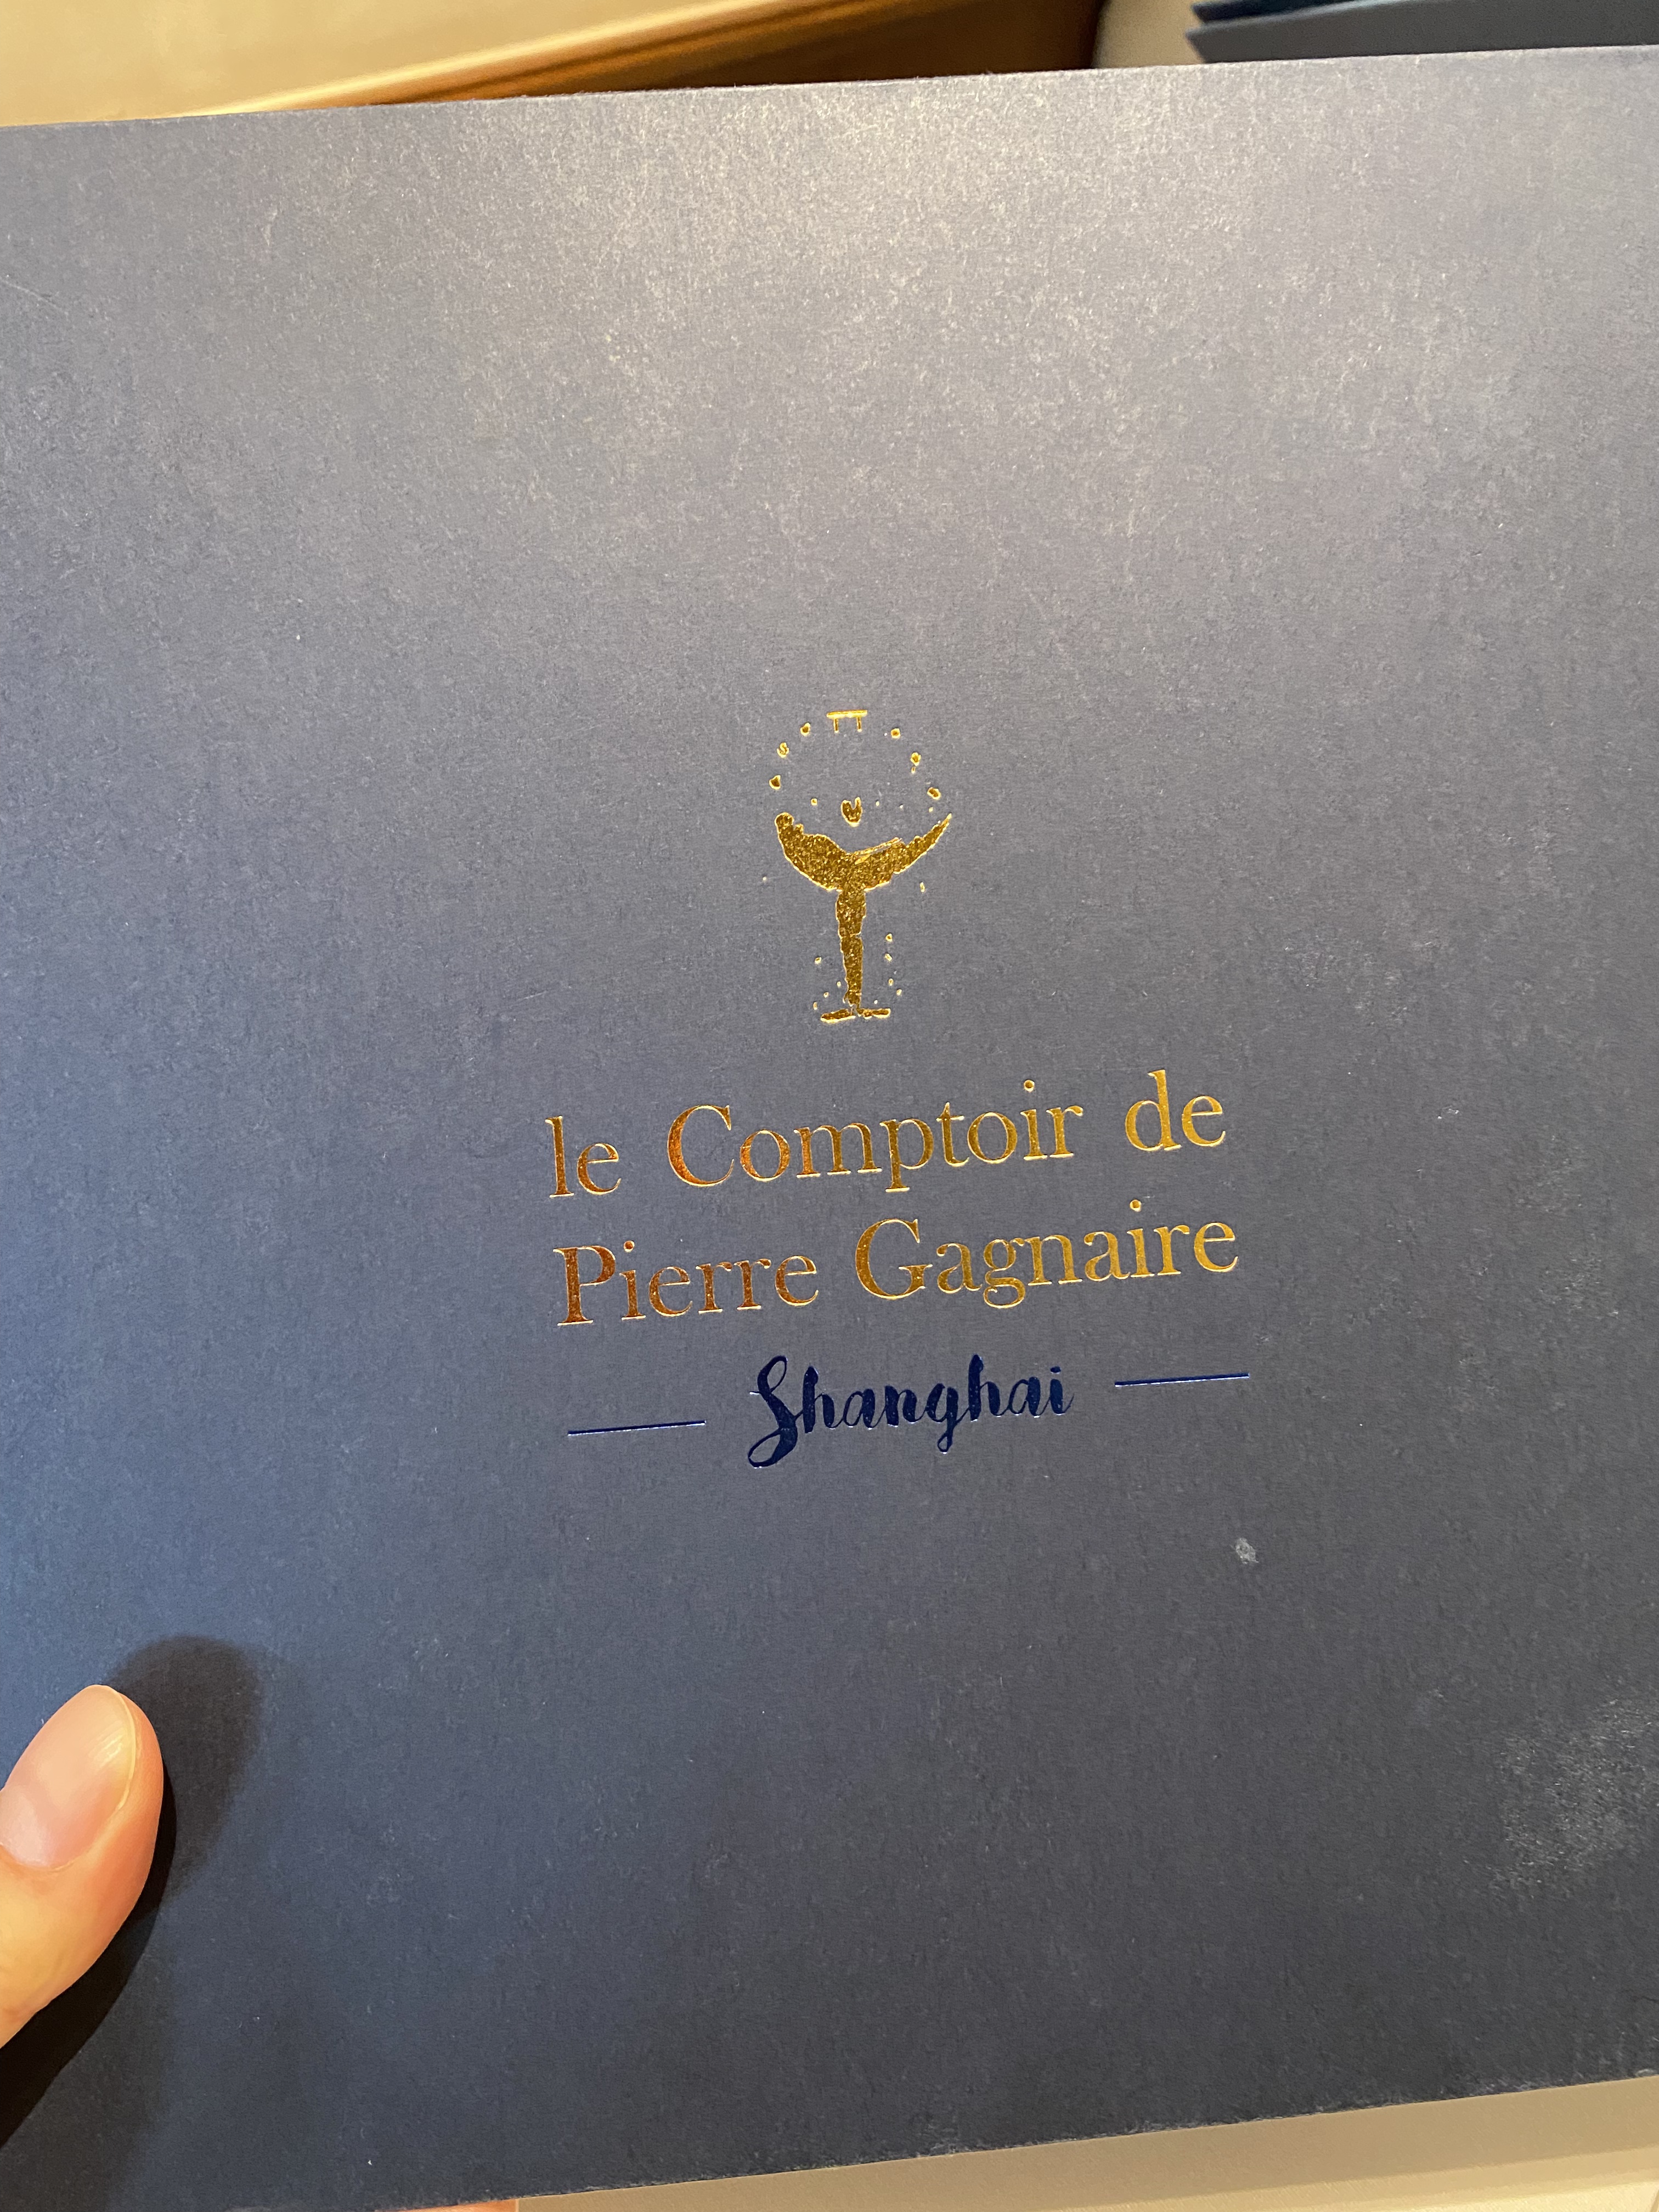 le Comptoir de
Pierre Gagnaire
Shanghai